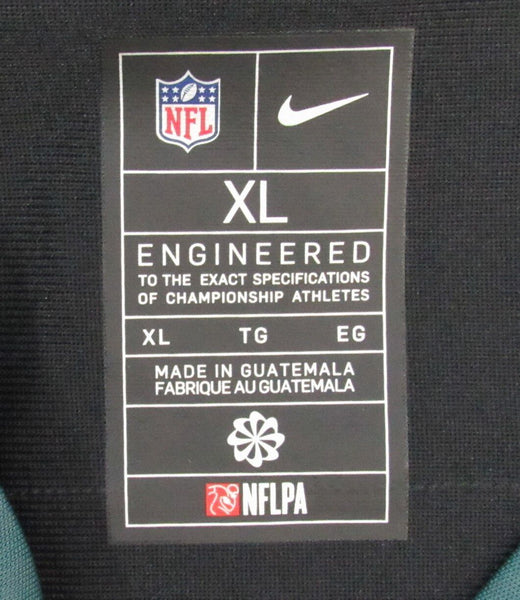 NFL
XL
ENGINEERED
TO THE EXACT SPECIFICATIONS
OF CHAMPIONSHIP ATHLETES
XL TG EG
MADE IN GUATEMALA
FABRIQUE AU GUATEMALA
NFLPA